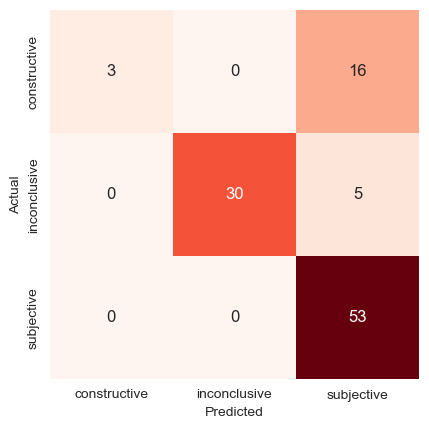 constructive
3 0 16
Actual
inconclusive
0 30 5
subjective
0 0 53
constructive inconclusive subjective
Predicted